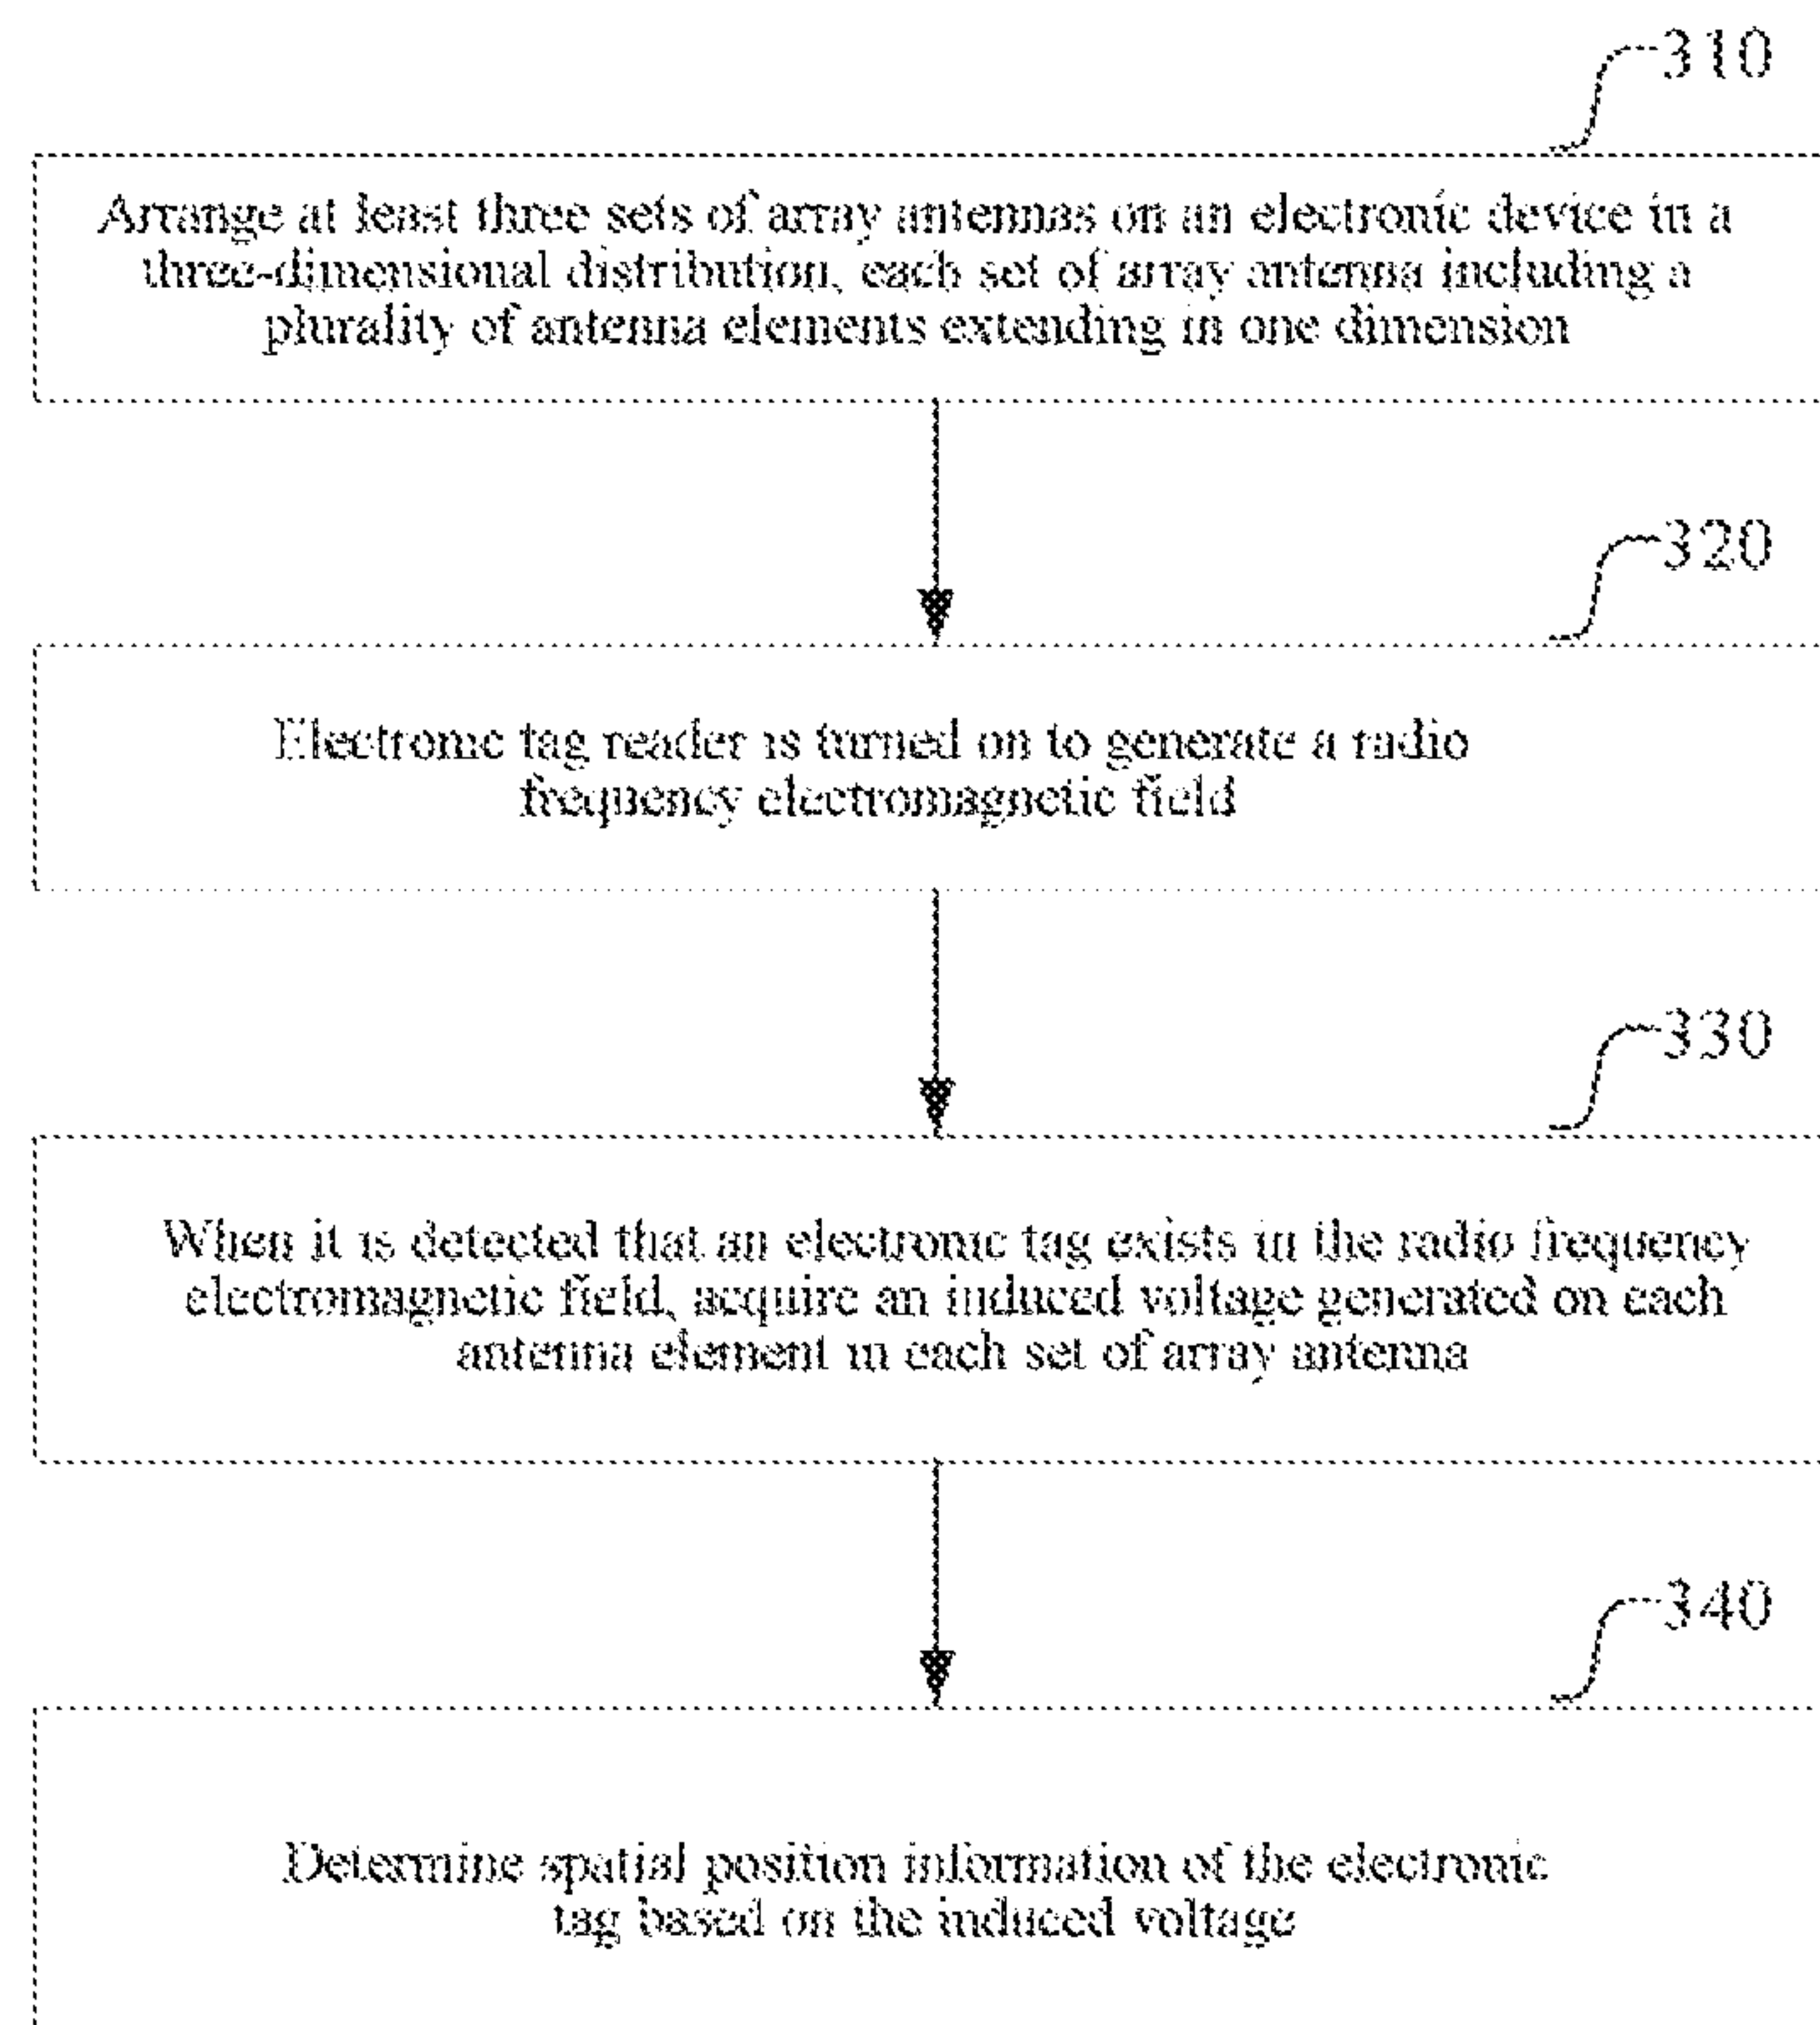 310
Arrange at least three sets of array antennas on an electronic device in a
three-dimensional distribution, each set of array antenna including a
plurality of antenna elements extending in one dimension
320
Electronic tag reader is turned on to generate a radio
frequency electromagnetic field
330
When it is detected that an electronic tag exists in the radio frequency
electromagnetic field, acquire an induced voltage generated on each
antenna element in each set of array antenna
340
Determine spatial position information of the electronic
tag based on the induced voltage